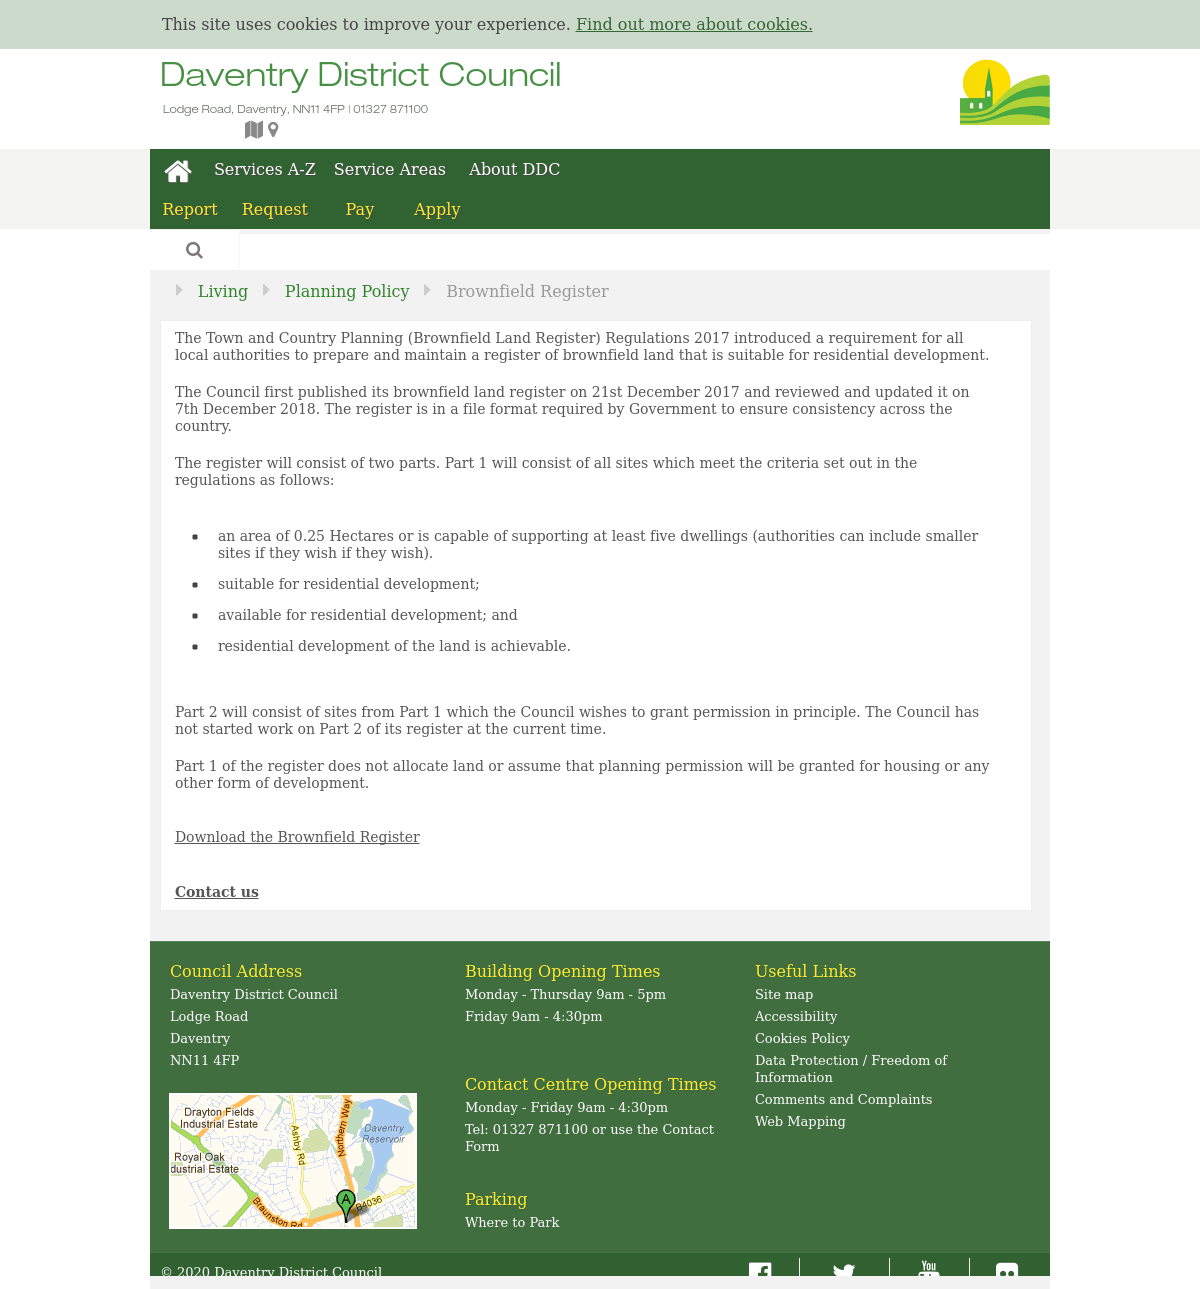 This site uses cookies to improve your experience. Find out more about cookies.
Daventry District Council
Lodge Road, Daventry, NN11 4FP | 01327 871100
Services A-Z Service Areas About DDC
Report Request Pay Apply
Living Planning Policy Brownfield Register
The Town and Country Planning (Brownfield Land Register) Regulations 2017 introduced a requirement for all
local authorities to prepare and maintain a register of brownfield land that is suitable for residential development.
The Council first published its brownfield land register on 21st December 2017 and reviewed and updated it on
7th December 2018. The register is in a file format required by Government to ensure consistency across the
country.
The register will consist of two parts. Part 1 will consist of all sites which meet the criteria set out in the
regulations as follows:
an area of 0.25 Hectares or is capable of supporting at least five dwellings (authorities can include smaller
sites if they wish if they wish).
suitable for residential development;
available for residential development; and
residential development of the land is achievable.
Part 2 will consist of sites from Part 1 which the Council wishes to grant permission in principle. The Council has
not started work on Part 2 of its register at the current time.
Part 1 of the register does not allocate land or assume that planning permission will be granted for housing or any
other form of development.
Download the Brownfield Register
Contact us
Council Address
Daventry District Council
Lodge Road
Daventry
NN11 4FP
Drayton Fields
Industrial Estate
Royal Oak
dustrial Estate
Ashby Rd
Northern Way
Daventry
Reservoir
Braunston Rd
B4036
A
Building Opening Times
Monday - Thursday 9am - 5pm
Friday 9am - 4:30pm
Contact Centre Opening Times
Monday - Friday 9am - 4:30pm
Tel: 01327 871100 or use the Contact
Form
Parking
Where to Park
Useful Links
Site map
Accessibility
Cookies Policy
Data Protection / Freedom of
Information
Comments and Complaints
Web Mapping
© 2020 Daventry District Council
You